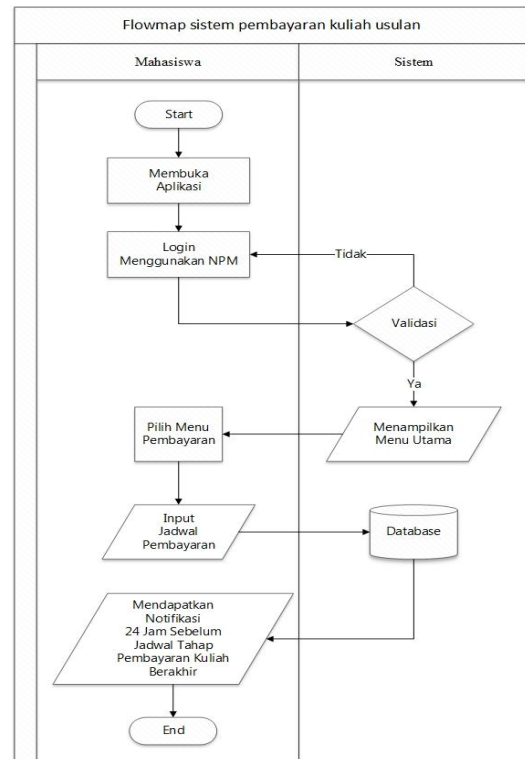 Flowmap sistem pembayaran kuliah usulan
Mahasiswa
Sistem
Start
Membuka
Aplikasi
Login
Menggunakan NPM
Tidak
Validasi
Ya
Pilih Menu
Pembayaran
Menampilkan
Menu Utama
Input
Jadwal
Pembayaran
Database
Mendapatkan
Notifikasi
24 Jam Sebelum
Jadwal Tahap
Pembayaran Kuliah
Berakhir
End